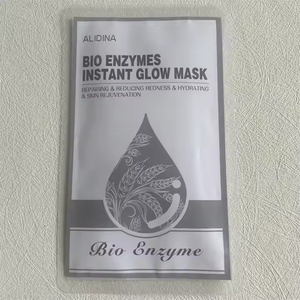 ALIDINA
BIO ENZYMES
INSTANT GLOW MASK
REPAIRING & REDUCING REDNESS & HYDRATING
& SKIN REJUVENATION
Bio Enzyme